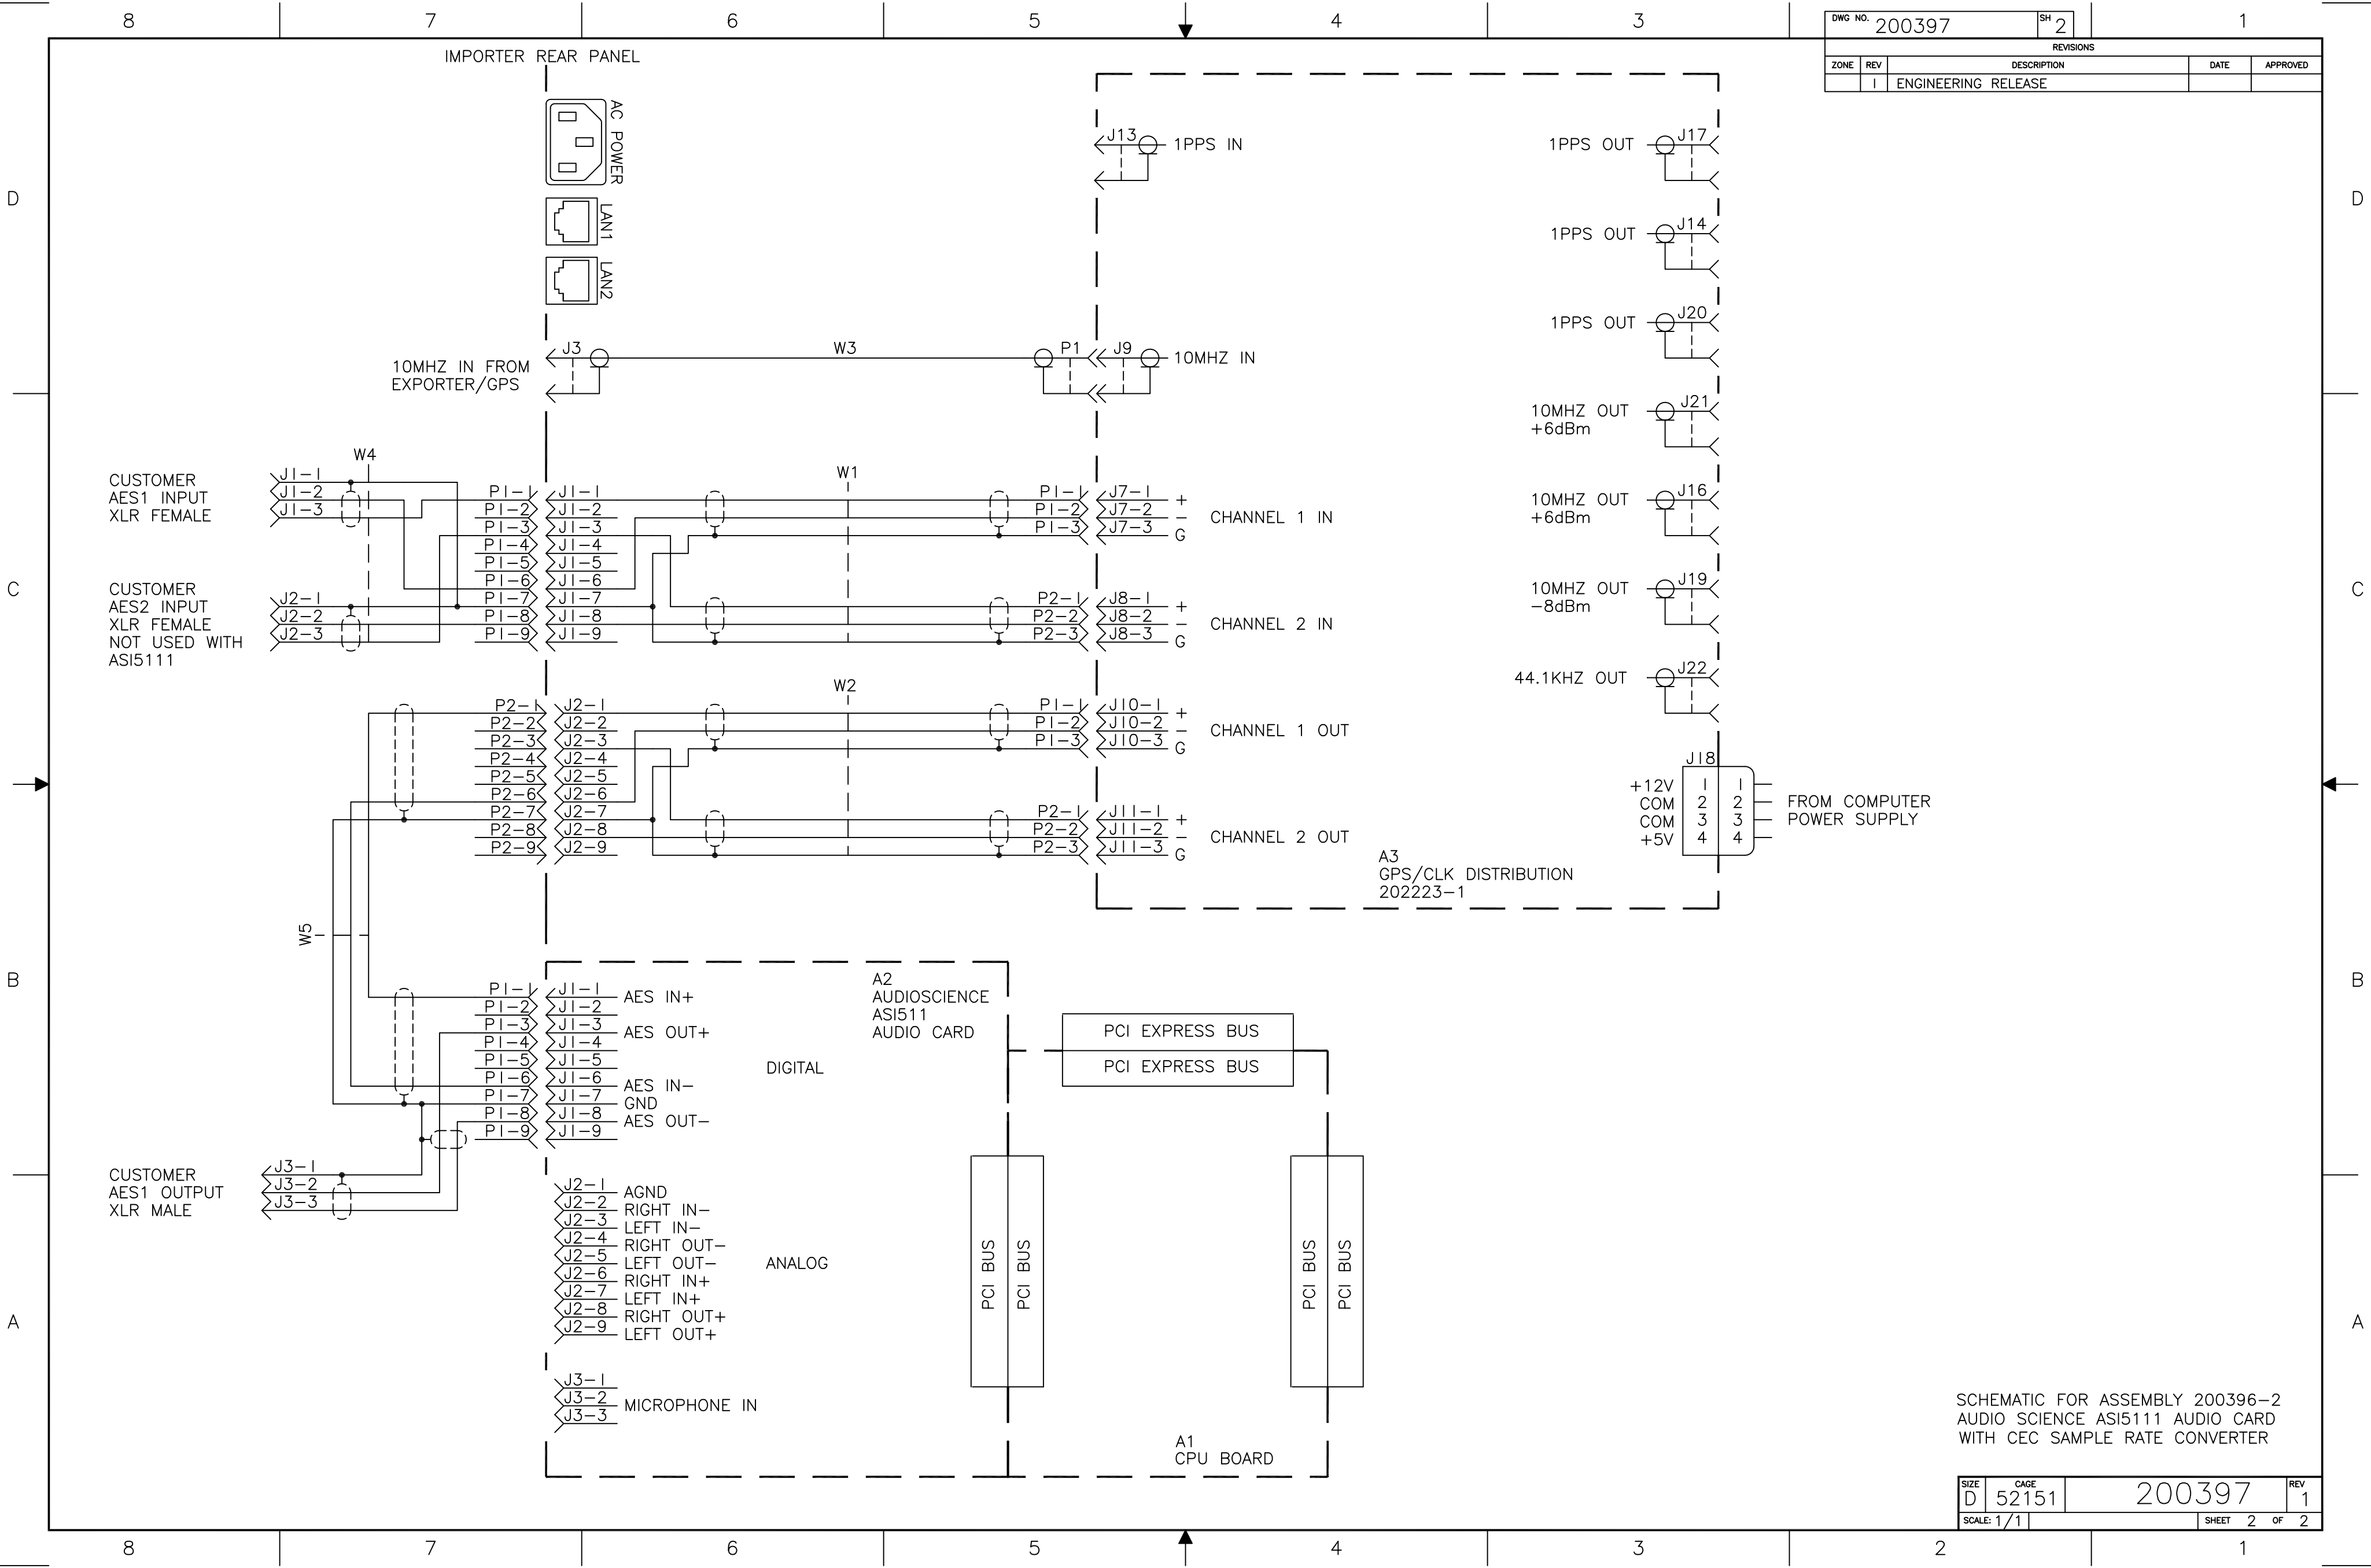 8 7 6 5 4 3 1
DWG NO. 200397 SH 2
REVISIONS
ZONE REV DESCRIPTION DATE APPROVED
1 ENGINEERING RELEASE
IMPORTER REAR PANEL
AC POWER
LAN1
LAN2
D D
J13 1PPS IN
1PPS OUT J17
1PPS OUT J14
1PPS OUT J20
10MHZ IN FROM
EXPORTER/GPS
J3 W3 P1 J9 10MHZ IN
10MHZ OUT J21
+6dBm
10MHZ OUT J16
+6dBm
10MHZ OUT J19
-8dBm
44.1KHZ OUT J22
W4
CUSTOMER
AES1 INPUT
XLR FEMALE
J1-1
J1-2
J1-3
CUSTOMER
AES2 INPUT
XLR FEMALE
NOT USED WITH
ASI5111
J2-1
J2-2
J2-3
C C
W1
P1-1 J1-1 P1-1 J7-1 +
P1-2 J1-2 P1-2 J7-2 -
P1-3 J1-3 P1-3 J7-3 G
CHANNEL 1 IN
P1-4 J1-4
P1-5 J1-5
P1-6 J1-6
P1-7 J1-7 P2-1 J8-1 +
P1-8 J1-8 P2-2 J8-2 -
P1-9 J1-9 P2-3 J8-3 G
CHANNEL 2 IN
W2
P2-1 J2-1 P1-1 J10-1 +
P2-2 J2-2 P1-2 J10-2 -
P2-3 J2-3 P1-3 J10-3 G
CHANNEL 1 OUT
P2-4 J2-4
P2-5 J2-5
P2-6 J2-6
P2-7 J2-7 P2-1 J11-1 +
P2-8 J2-8 P2-2 J11-2 -
P2-9 J2-9 P2-3 J11-3 G
CHANNEL 2 OUT
J18
+12V 1 1
COM 2 2
COM 3 3
+5V 4 4
FROM COMPUTER
POWER SUPPLY
A3
GPS/CLK DISTRIBUTION
202223-1
W5
B B
A2
AUDIOSCIENCE
ASI511
AUDIO CARD
P1-1 J1-1 AES IN+
P1-2 J1-2
P1-3 J1-3 AES OUT+
P1-4 J1-4
P1-5 J1-5
P1-6 J1-6 AES IN-
P1-7 J1-7 GND
P1-8 J1-8 AES OUT-
P1-9 J1-9
DIGITAL
PCI EXPRESS BUS
PCI EXPRESS BUS
CUSTOMER
AES1 OUTPUT
XLR MALE
J3-1
J3-2
J3-3
J2-1 AGND
J2-2 RIGHT IN-
J2-3 LEFT IN-
J2-4 RIGHT OUT-
J2-5 LEFT OUT-
J2-6 RIGHT IN+
J2-7 LEFT IN+
J2-8 RIGHT OUT+
J2-9 LEFT OUT+
ANALOG
PCI BUS
PCI BUS
PCI BUS
PCI BUS
A A
J3-1
J3-2
J3-3
MICROPHONE IN
A1
CPU BOARD
SCHEMATIC FOR ASSEMBLY 200396-2
AUDIO SCIENCE ASI5111 AUDIO CARD
WITH CEC SAMPLE RATE CONVERTER
SIZE D CAGE 52151 200397 REV 1
SCALE: 1/1 SHEET 2 OF 2
8 7 6 5 4 3 2 1